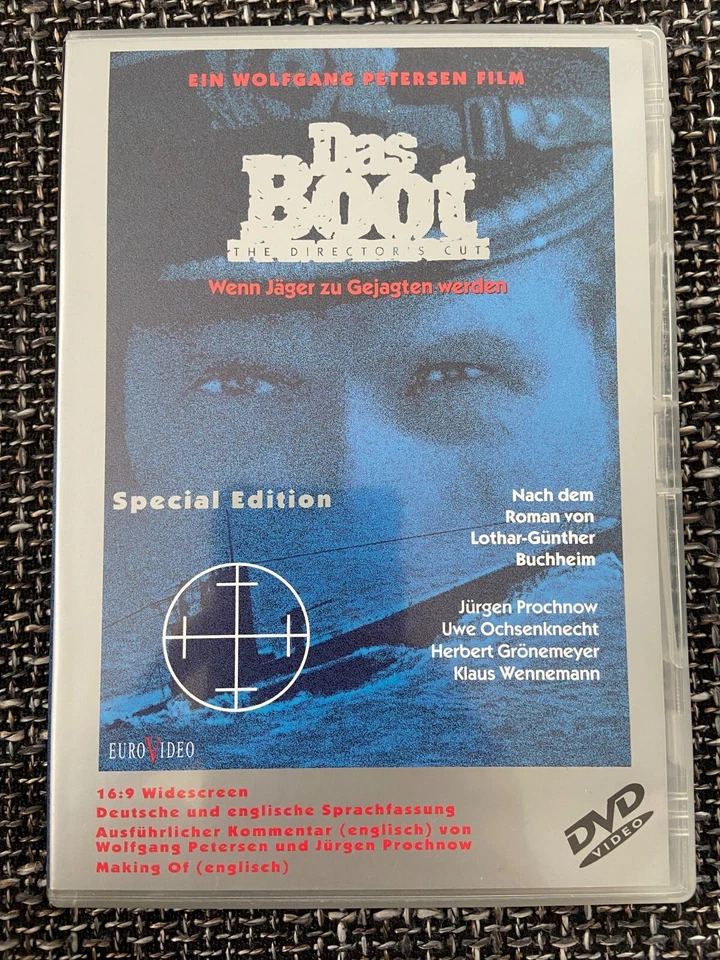 EIN WOLFGANG PETERSEN FILM
Das
Boot
THE DIRECTOR'S CUT
Wenn Jäger zu Gejagten werden
Special Edition
Nach dem
Roman von
Lothar-Günther
Buchheim
Jürgen Prochnow
Uwe Ochsenknecht
Herbert Grönemeyer
Klaus Wennemann
EUROVIDEO
16:9 Widescreen
Deutsche und englische Sprachfassung
Ausführlicher Kommentar (englisch) von
Wolfgang Petersen und Jürgen Prochnow
Making Of (englisch)
DVD
VIDEO